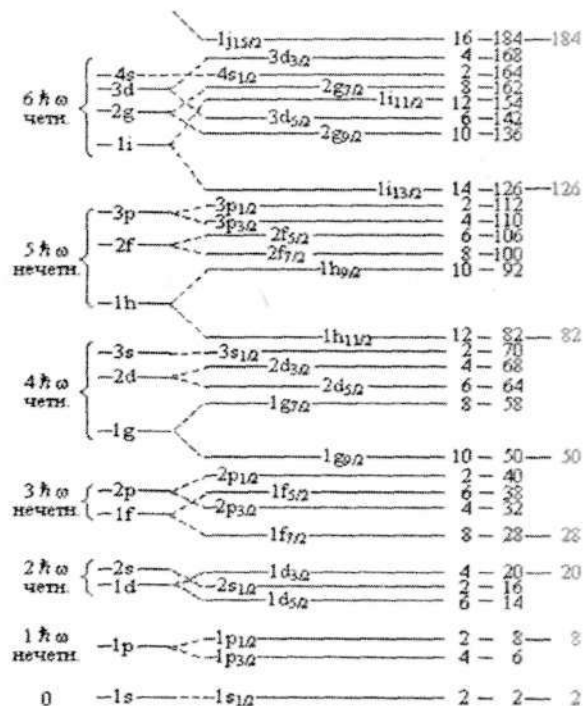 1j15/2 16 184 184
3d3/2 4 168
4s 4s1/2 2 164
3d 2g7/2 8 162
6 ħ ω 1i11/2 12 154
четн. 2g 3d5/2 6 142
2g9/2 10 136
1i
1i13/2 14 126 126
3p 3p1/2 2 112
3p3/2 4 110
5 ħ ω 2f 2f5/2 6 106
нечетн. 2f7/2 8 100
1h9/2 10 92
1h
1h11/2 12 82 82
3s 3s1/2 2 70
2d 2d3/2 4 68
4 ħ ω 2d5/2 6 64
четн. 1g7/2 8 58
1g
1g9/2 10 50 50
2p1/2 2 40
3 ħ ω 2p 1f5/2 6 38
нечетн. 1f 2p3/2 4 32
1f7/2 8 28 28
2 ħ ω 2s 1d3/2 4 20 20
четн. 1d 2s1/2 2 16
1d5/2 6 14
1 ħ ω 1p 1p1/2 2 8 8
нечетн. 1p3/2 4 6
0 1s 1s1/2 2 2 2